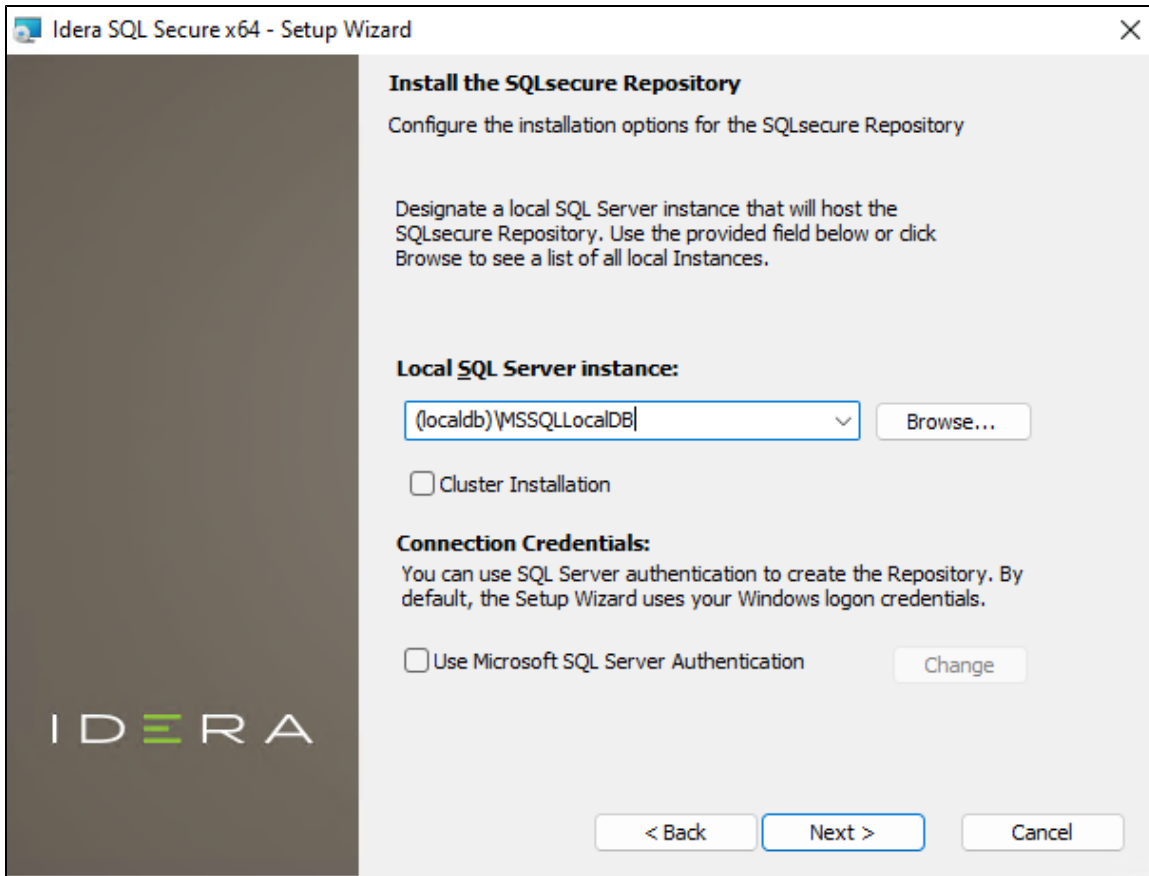 Idera SQL Secure x64 - Setup Wizard
Install the SQLsecure Repository
Configure the installation options for the SQLsecure Repository
Designate a local SQL Server instance that will host the
SQLsecure Repository. Use the provided field below or click
Browse to see a list of all local Instances.
Local SQL Server instance:
(localdb)\MSSQLLocalDB
Browse...
Cluster Installation
Connection Credentials:
You can use SQL Server authentication to create the Repository. By
default, the Setup Wizard uses your Windows logon credentials.
Use Microsoft SQL Server Authentication
Change
IDERA
< Back
Next >
Cancel